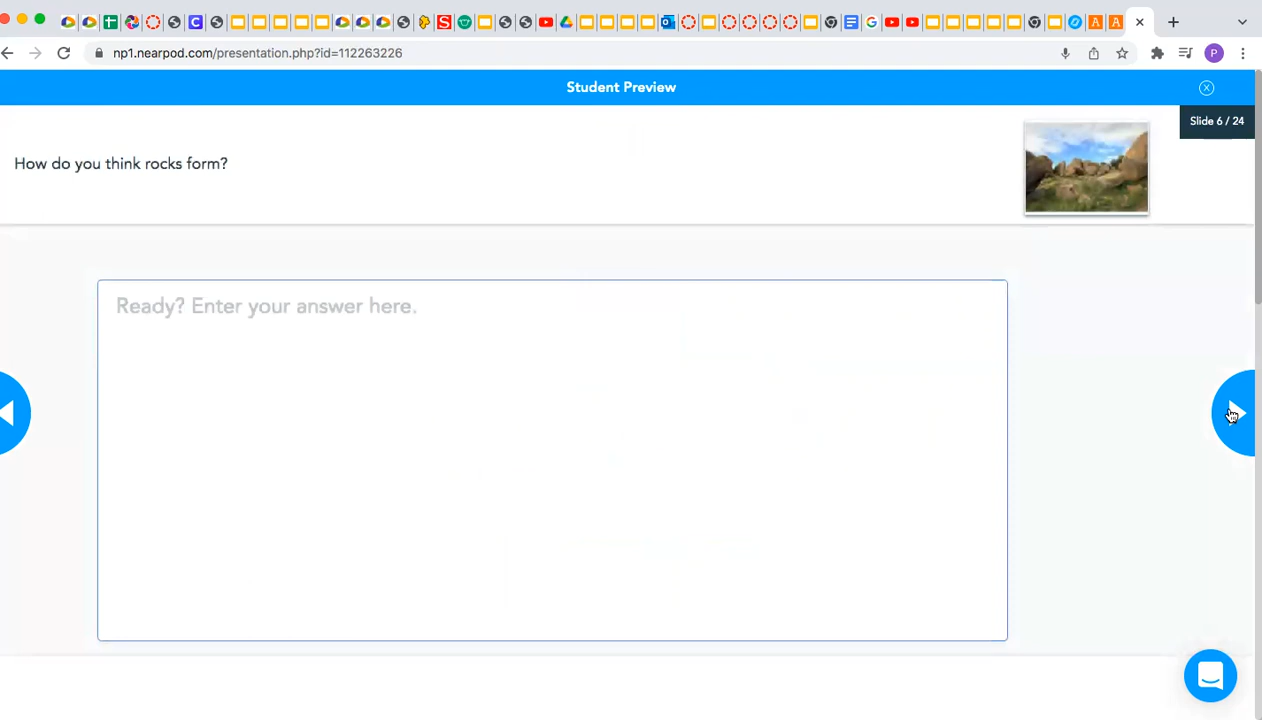 np1.nearpod.com/presentation.php?id=112263226
P
Student Preview
Slide 6 / 24
How do you think rocks form?
Ready? Enter your answer here.